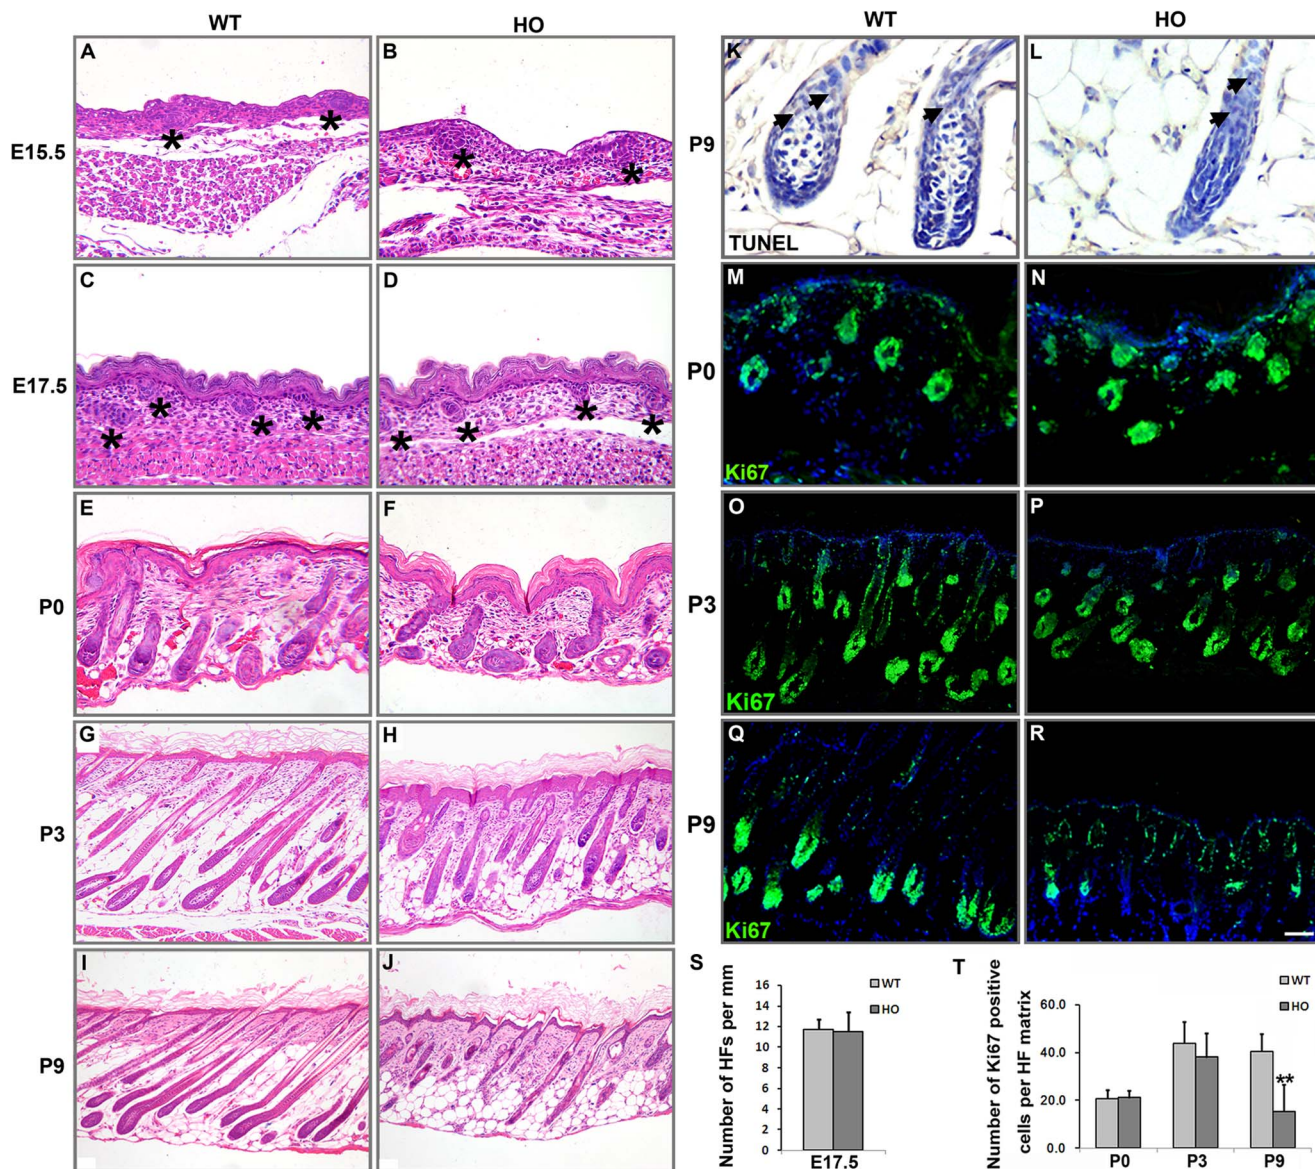 WT
HO
WT
HO
A
B
K
L
E15.5
P9
TUNEL
C
D
M
N
E17.5
P0
Ki67
E
F
O
P
P0
P3
Ki67
G
H
Q
R
P3
P9
Ki67
I
J
P9
S
Number of HFs per mm
16
14
12
10
8
6
4
2
0
WT
HO
E17.5
T
Number of Ki67 positive
cells per HF matrix
60.0
40.0
20.0
0.0
WT
HO
**
P0
P3
P9